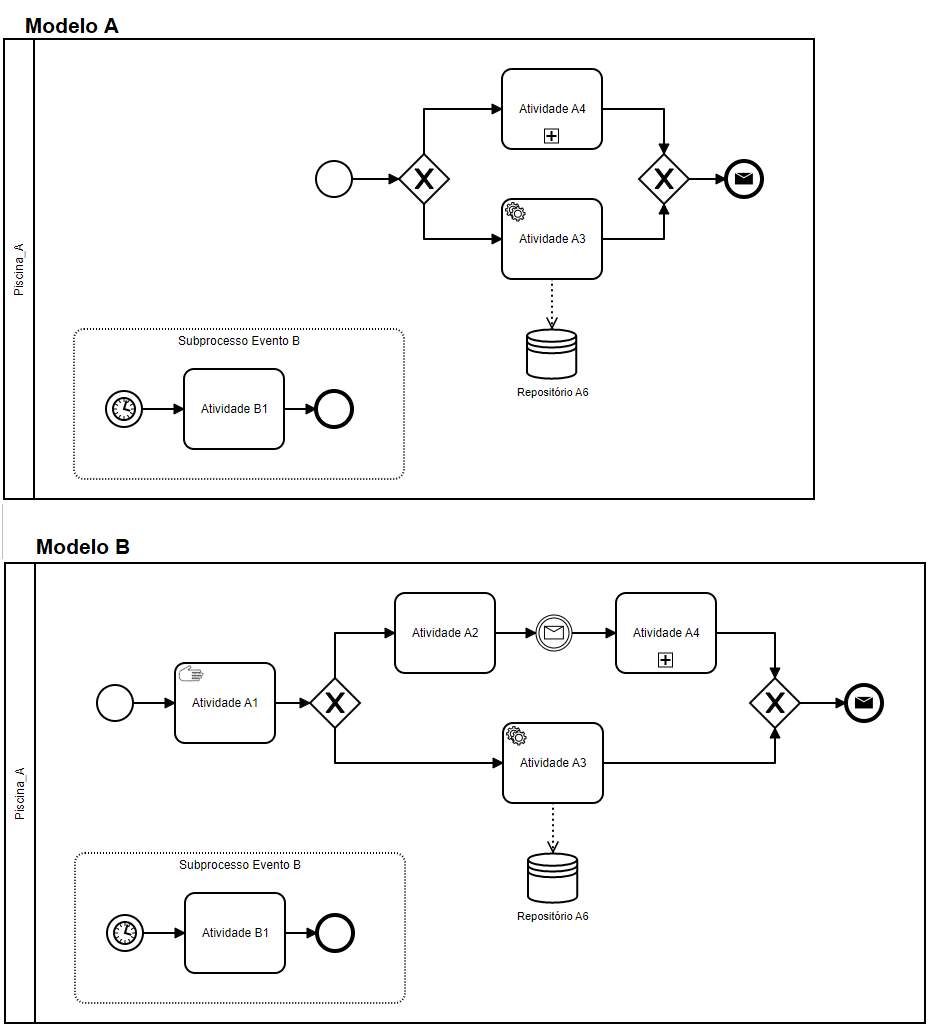 Modelo A
Piscina_A
Atividade A4
Atividade A3
Repositório A6
Subprocesso Evento B
Atividade B1
Modelo B
Piscina_A
Atividade A2
Atividade A4
Atividade A1
Atividade A3
Repositório A6
Subprocesso Evento B
Atividade B1